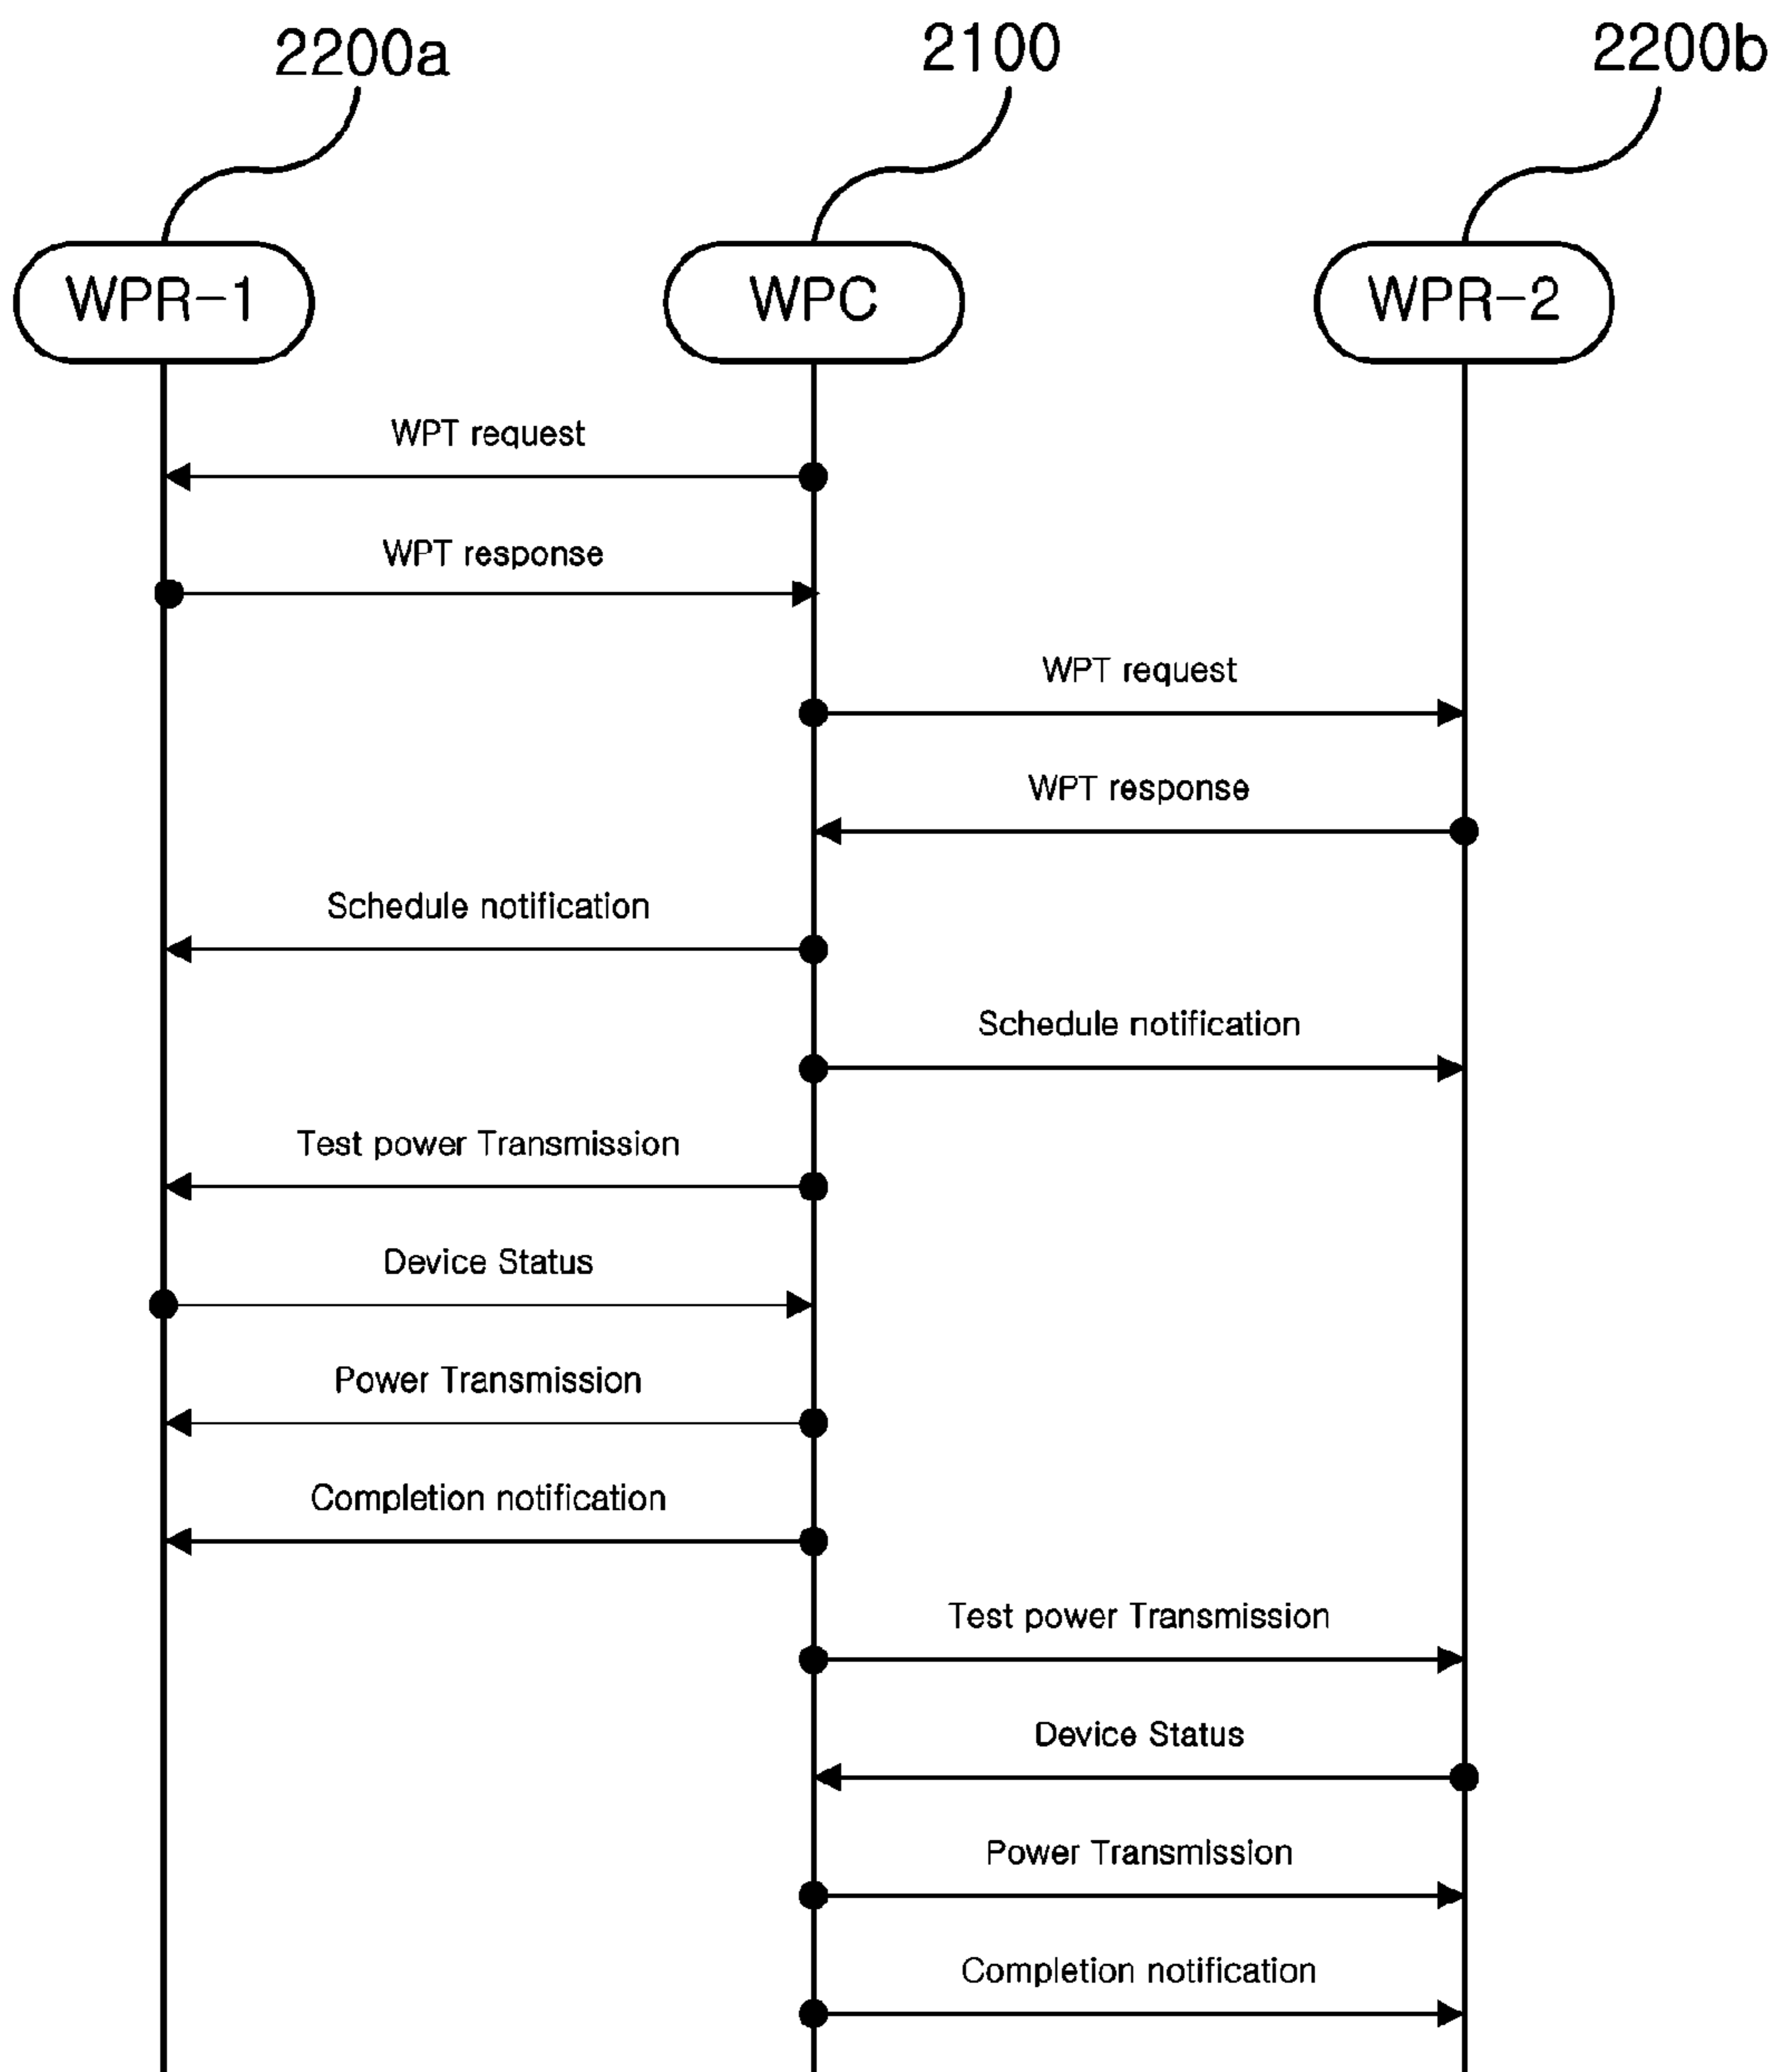 2200a
2100
2200b
WPR-1
WPC
WPR-2
WPT request
WPT response
WPT request
WPT response
Schedule notification
Schedule notification
Test power Transmission
Device Status
Power Transmission
Completion notification
Test power Transmission
Device Status
Power Transmission
Completion notification